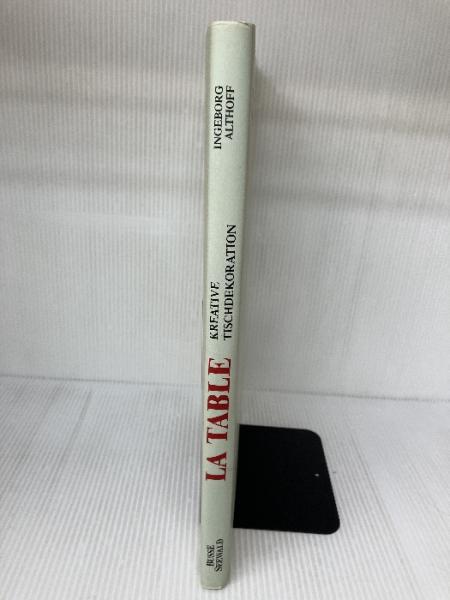 LA TABLE
KREATIVE
TISCHDEKORATION
INGEBORG
ALTHOFF
BUSSE
SEEWALD